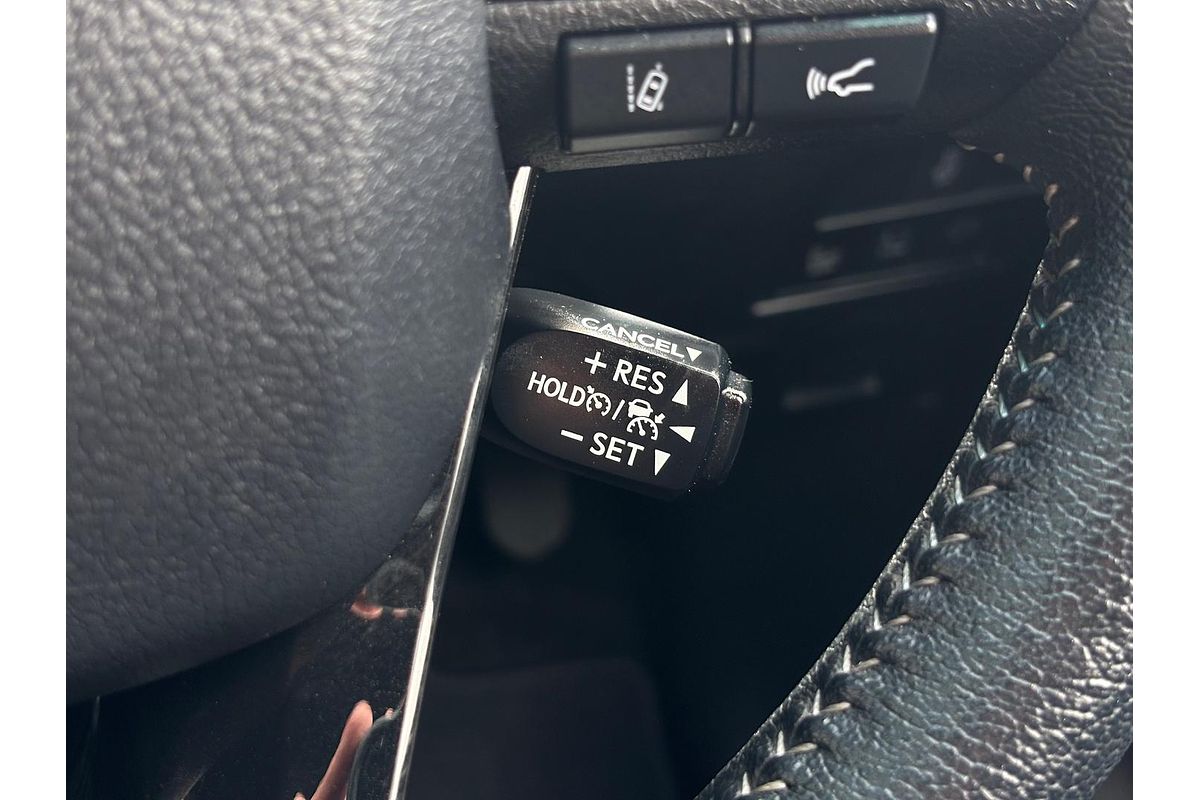 CANCEL▼
+ RES ▲
HOLD / ◀
− SET ▼